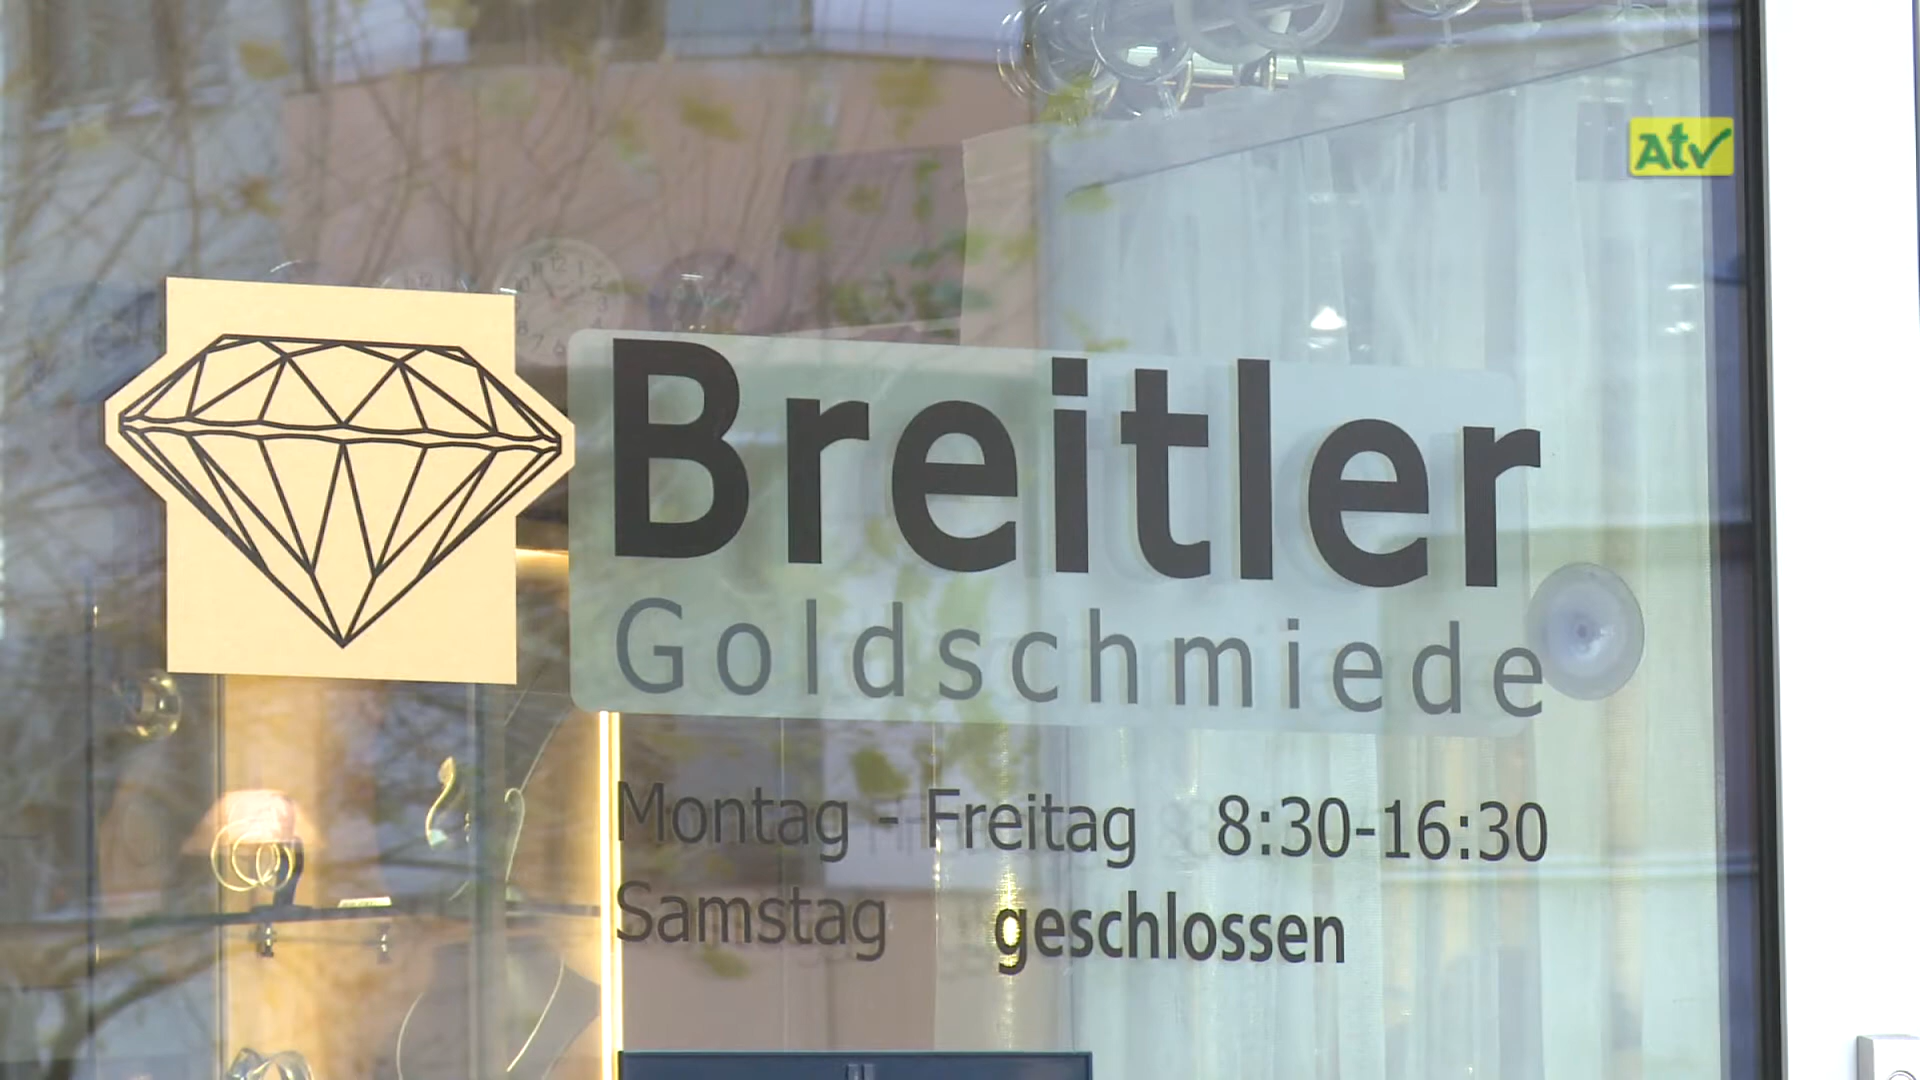 Atv
Breitler
Goldschmiede
Montag - Freitag 8:30-16:30
Samstag geschlossen